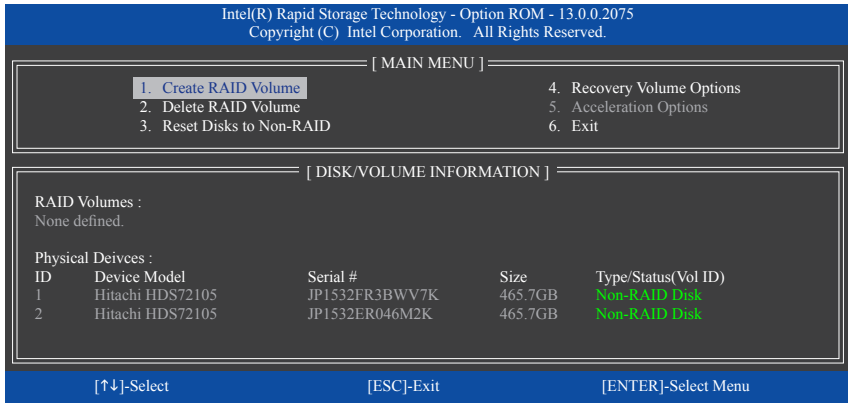 Intel(R) Rapid Storage Technology - Option ROM - 13.0.0.2075
Copyright (C) Intel Corporation. All Rights Reserved.
[ MAIN MENU ]
1. Create RAID Volume
2. Delete RAID Volume
3. Reset Disks to Non-RAID
4. Recovery Volume Options
5. Acceleration Options
6. Exit
[ DISK/VOLUME INFORMATION ]
RAID Volumes :
None defined.
Physical Deivces :
ID Device Model Serial # Size Type/Status(Vol ID)
1 Hitachi HDS72105 JP1532FR3BWV7K 465.7GB Non-RAID Disk
2 Hitachi HDS72105 JP1532ER046M2K 465.7GB Non-RAID Disk
[↑↓]-Select [ESC]-Exit [ENTER]-Select Menu